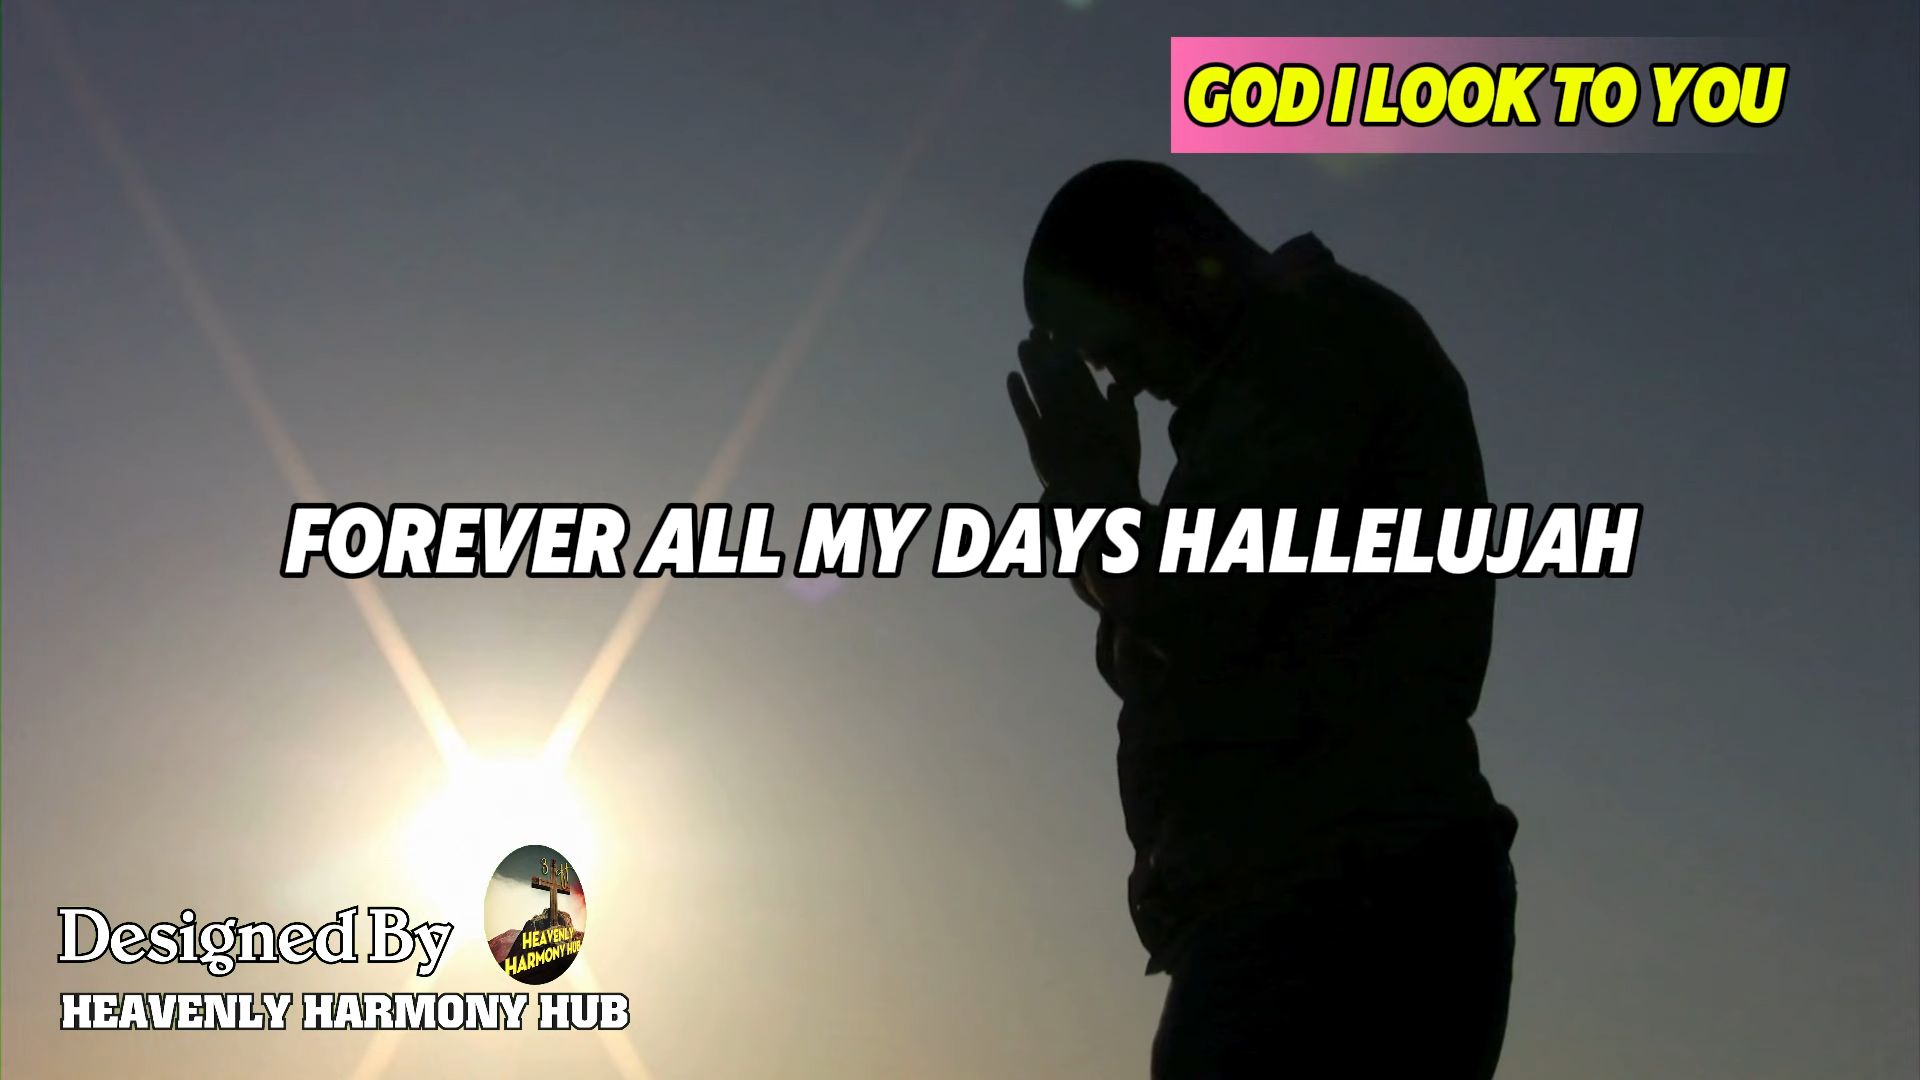 GOD I LOOK TO YOU
FOREVER ALL MY DAYS HALLELUJAH
Designed By
HEAVENLY
HARMONY HUB
HEAVENLY HARMONY HUB